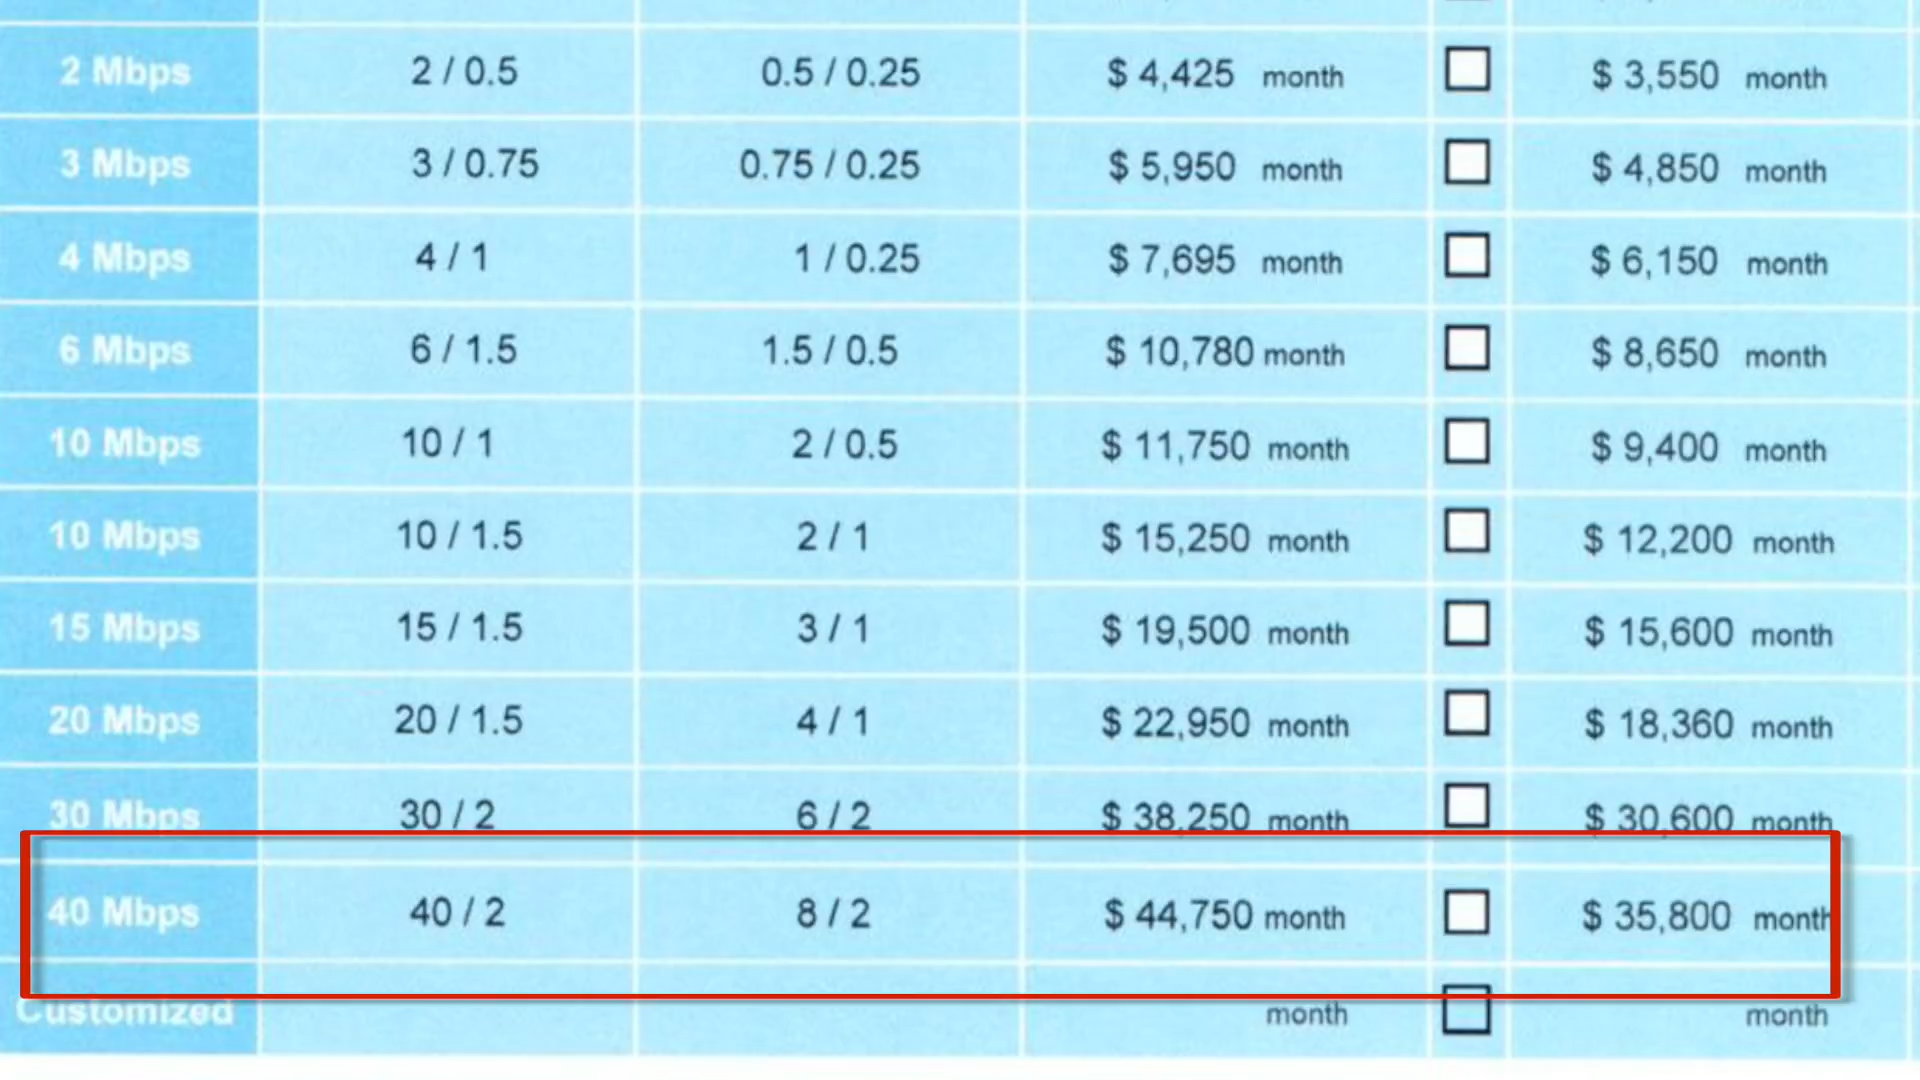 2 Mbps 2 / 0.5 0.5 / 0.25 $ 4,425 month $ 3,550 month
3 Mbps 3 / 0.75 0.75 / 0.25 $ 5,950 month $ 4,850 month
4 Mbps 4 / 1 1 / 0.25 $ 7,695 month $ 6,150 month
6 Mbps 6 / 1.5 1.5 / 0.5 $ 10,780 month $ 8,650 month
10 Mbps 10 / 1 2 / 0.5 $ 11,750 month $ 9,400 month
10 Mbps 10 / 1.5 2 / 1 $ 15,250 month $ 12,200 month
15 Mbps 15 / 1.5 3 / 1 $ 19,500 month $ 15,600 month
20 Mbps 20 / 1.5 4 / 1 $ 22,950 month $ 18,360 month
30 Mbps 30 / 2 6 / 2 $ 38,250 month $ 30,600 month
40 Mbps 40 / 2 8 / 2 $ 44,750 month $ 35,800 month
Customized month month